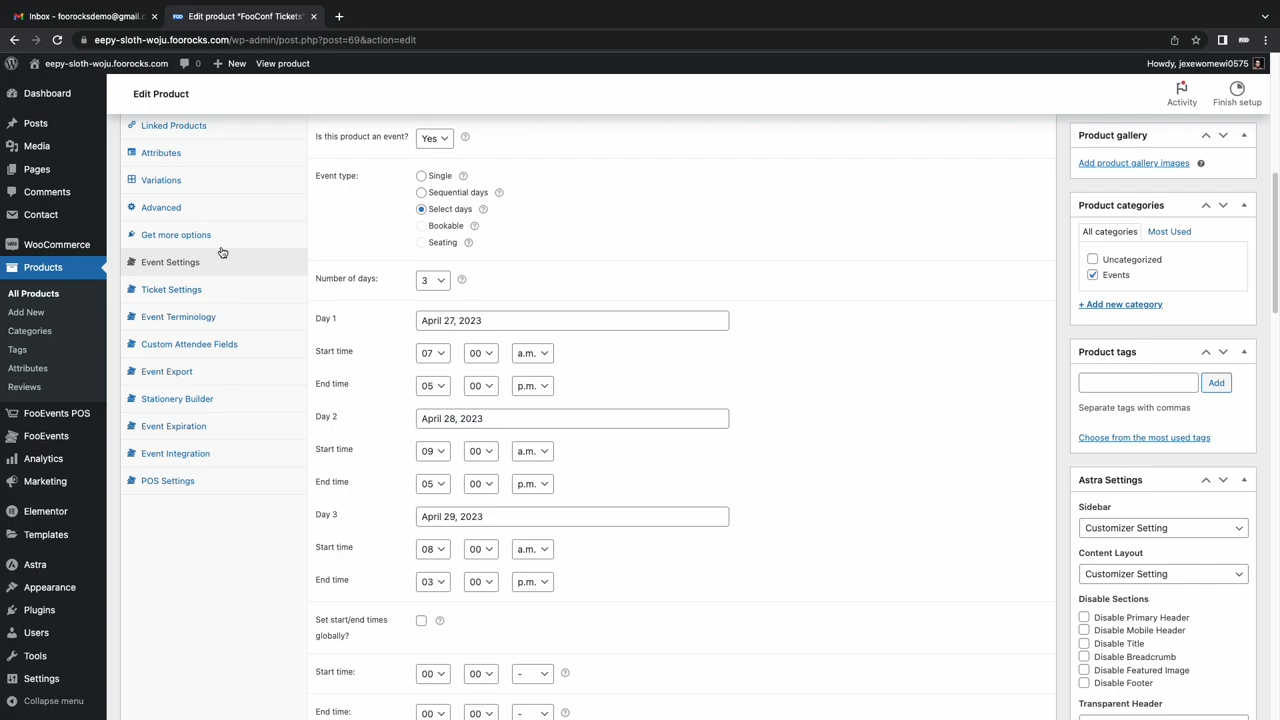 Inbox - foorocksdemo@gmail.c
Edit product "FooConf Tickets"
eepy-sloth-woju.foorocks.com/wp-admin/post.php?post=69&action=edit
eepy-sloth-woju.foorocks.com
0
New
View product
Howdy, jexewomewi0575
Dashboard
Posts
Media
Pages
Comments
Contact
WooCommerce
Products
All Products
Add New
Categories
Tags
Attributes
Reviews
FooEvents POS
FooEvents
Analytics
Marketing
Elementor
Templates
Astra
Appearance
Plugins
Users
Tools
Settings
Collapse menu
Edit Product
Activity
Finish setup
Linked Products
Attributes
Variations
Advanced
Get more options
Event Settings
Ticket Settings
Event Terminology
Custom Attendee Fields
Event Export
Stationery Builder
Event Expiration
Event Integration
POS Settings
Is this product an event?
Yes
Event type:
Single
Sequential days
Select days
Bookable
Seating
Number of days:
3
Day 1
April 27, 2023
Start time
07 00 a.m.
End time
05 00 p.m.
Day 2
April 28, 2023
Start time
09 00 a.m.
End time
05 00 p.m.
Day 3
April 29, 2023
Start time
08 00 a.m.
End time
03 00 p.m.
Set start/end times
globally?
Start time:
00 00 -
End time:
00 00 -
Product gallery
Add product gallery images
Product categories
All categories
Most Used
Uncategorized
Events
+ Add new category
Product tags
Add
Separate tags with commas
Choose from the most used tags
Astra Settings
Sidebar
Customizer Setting
Content Layout
Customizer Setting
Disable Sections
Disable Primary Header
Disable Mobile Header
Disable Title
Disable Breadcrumb
Disable Featured Image
Disable Footer
Transparent Header